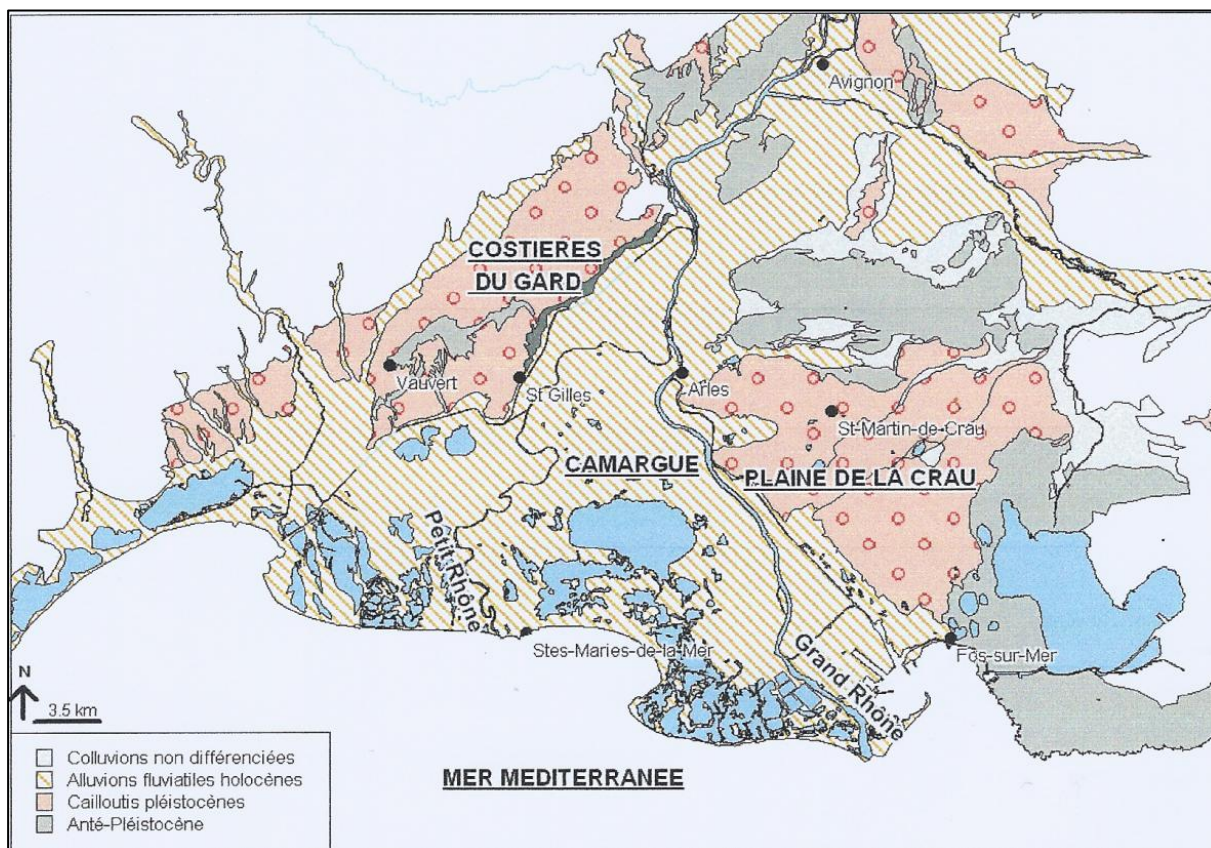 Avignon
COSTIERES
DU GARD
Vauvert
St Gilles
Arles
St-Martin-de-Crau
CAMARGUE
PLAINE DE LA CRAU
Petit Rhône
Stes-Maries-de-la-Mer
Grand Rhône
Fos-sur-Mer
N
3.5 km
Colluvions non différenciées
Alluvions fluviatiles holocènes
Cailloutis pléistocènes
Anté-Pléistocène
MER MEDITERRANEE